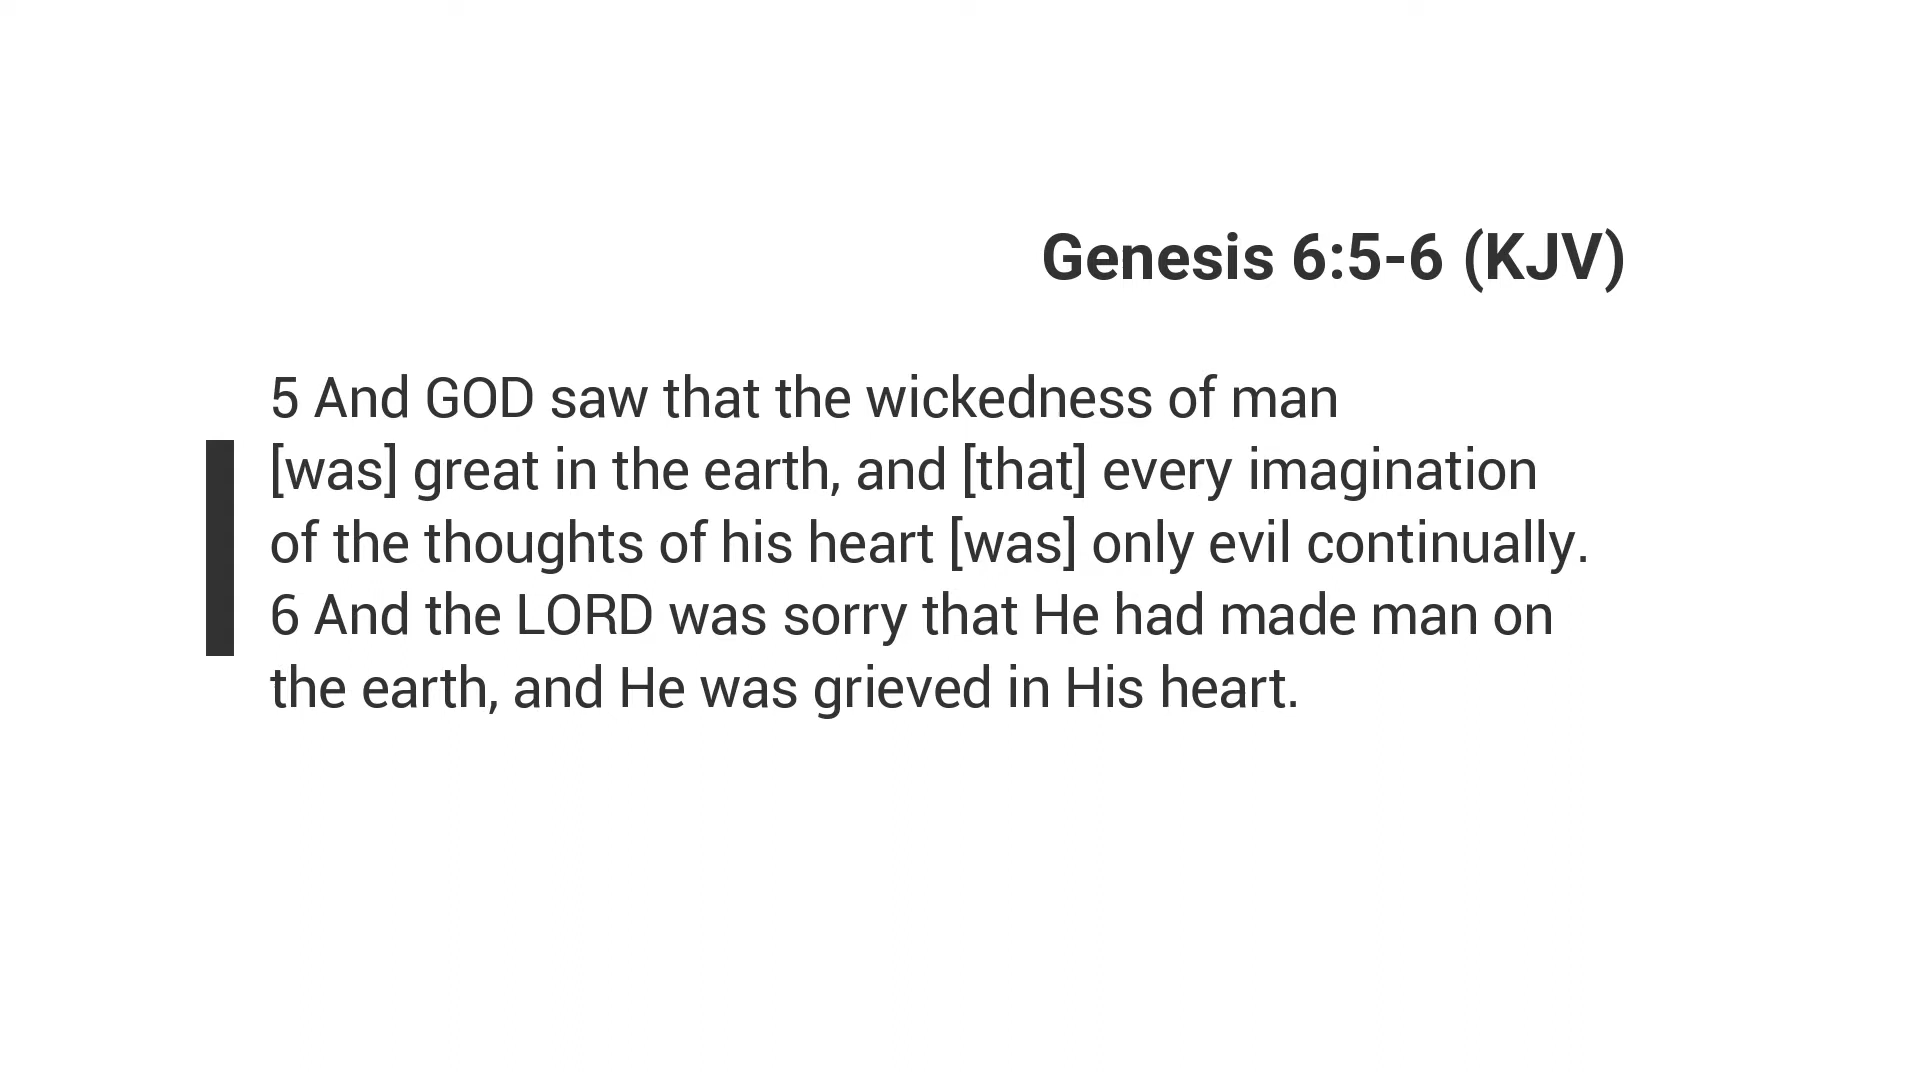 Genesis 6:5-6 (KJV)
5 And GOD saw that the wickedness of man
[was] great in the earth, and [that] every imagination
of the thoughts of his heart [was] only evil continually.
6 And the LORD was sorry that He had made man on
the earth, and He was grieved in His heart.